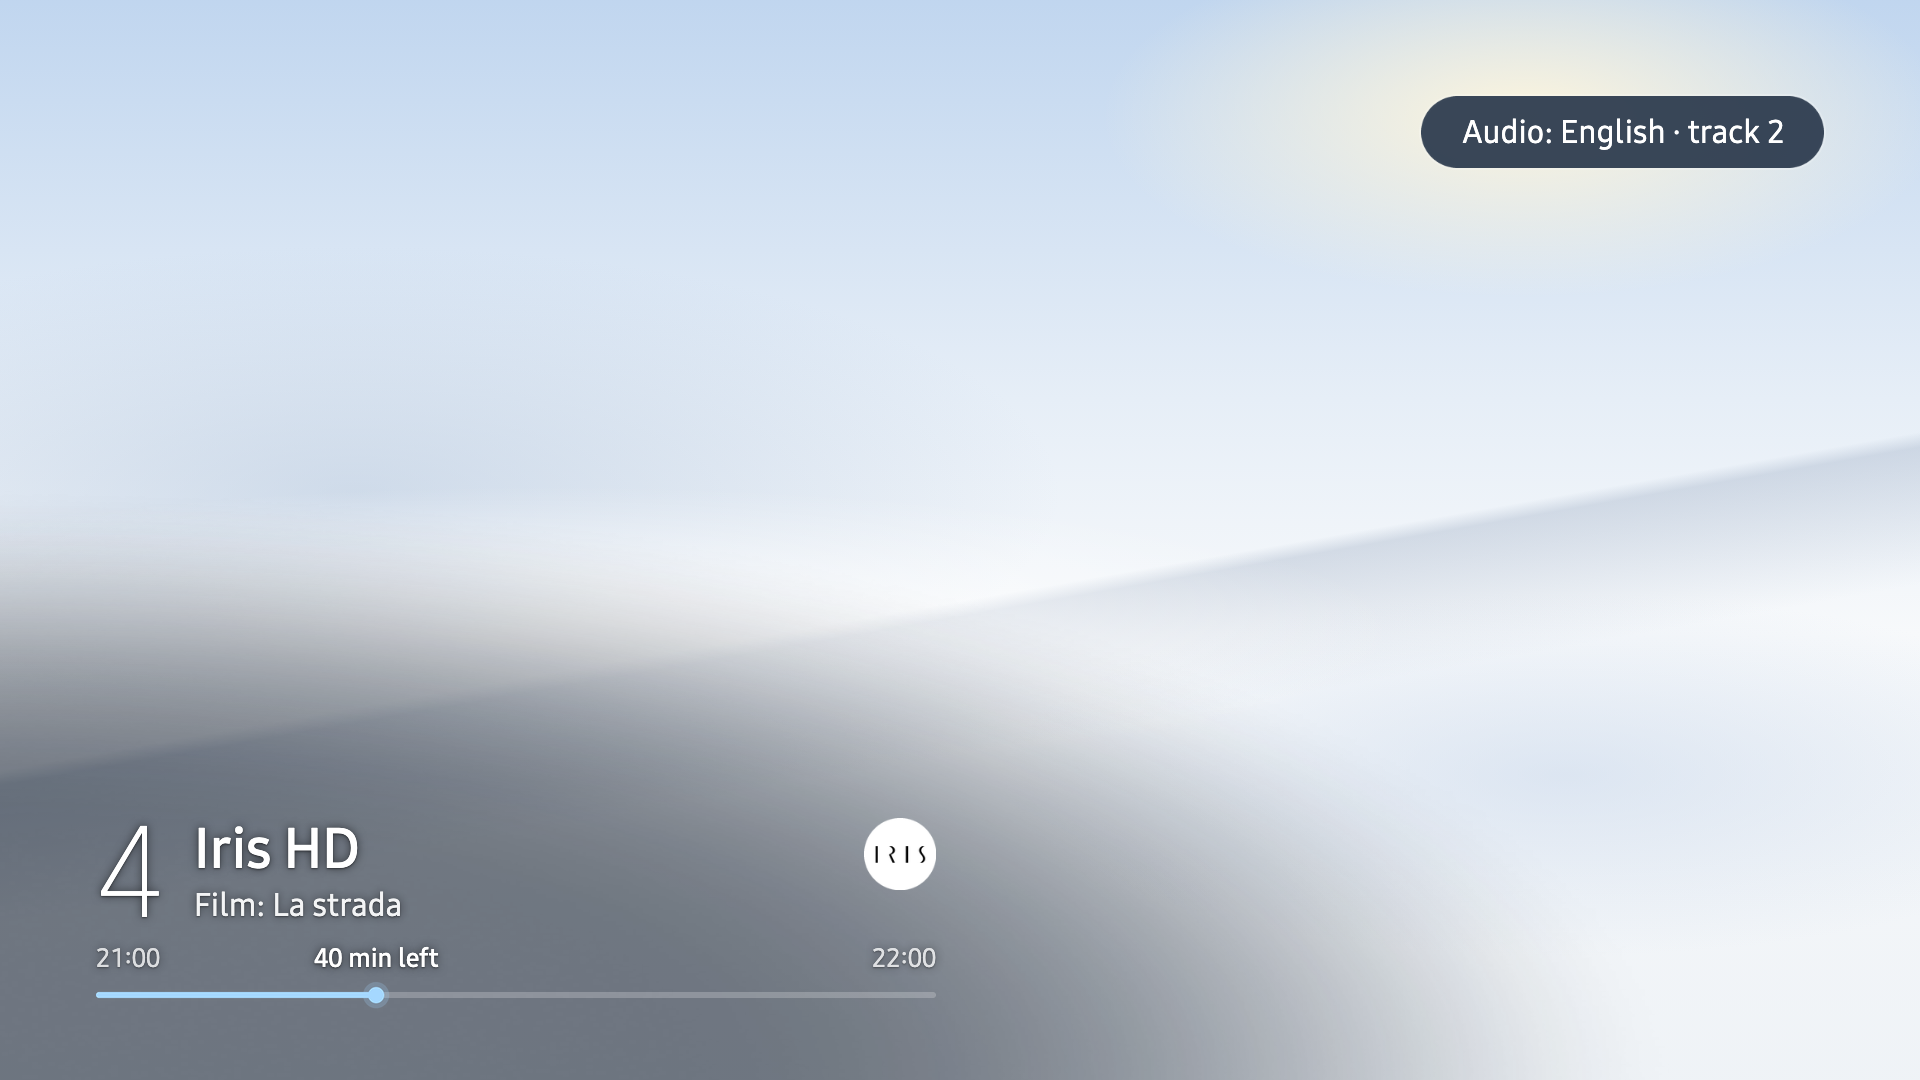 Audio: English · track 2
4
Iris HD
IRIS
Film: La strada
21:00
40 min left
22:00